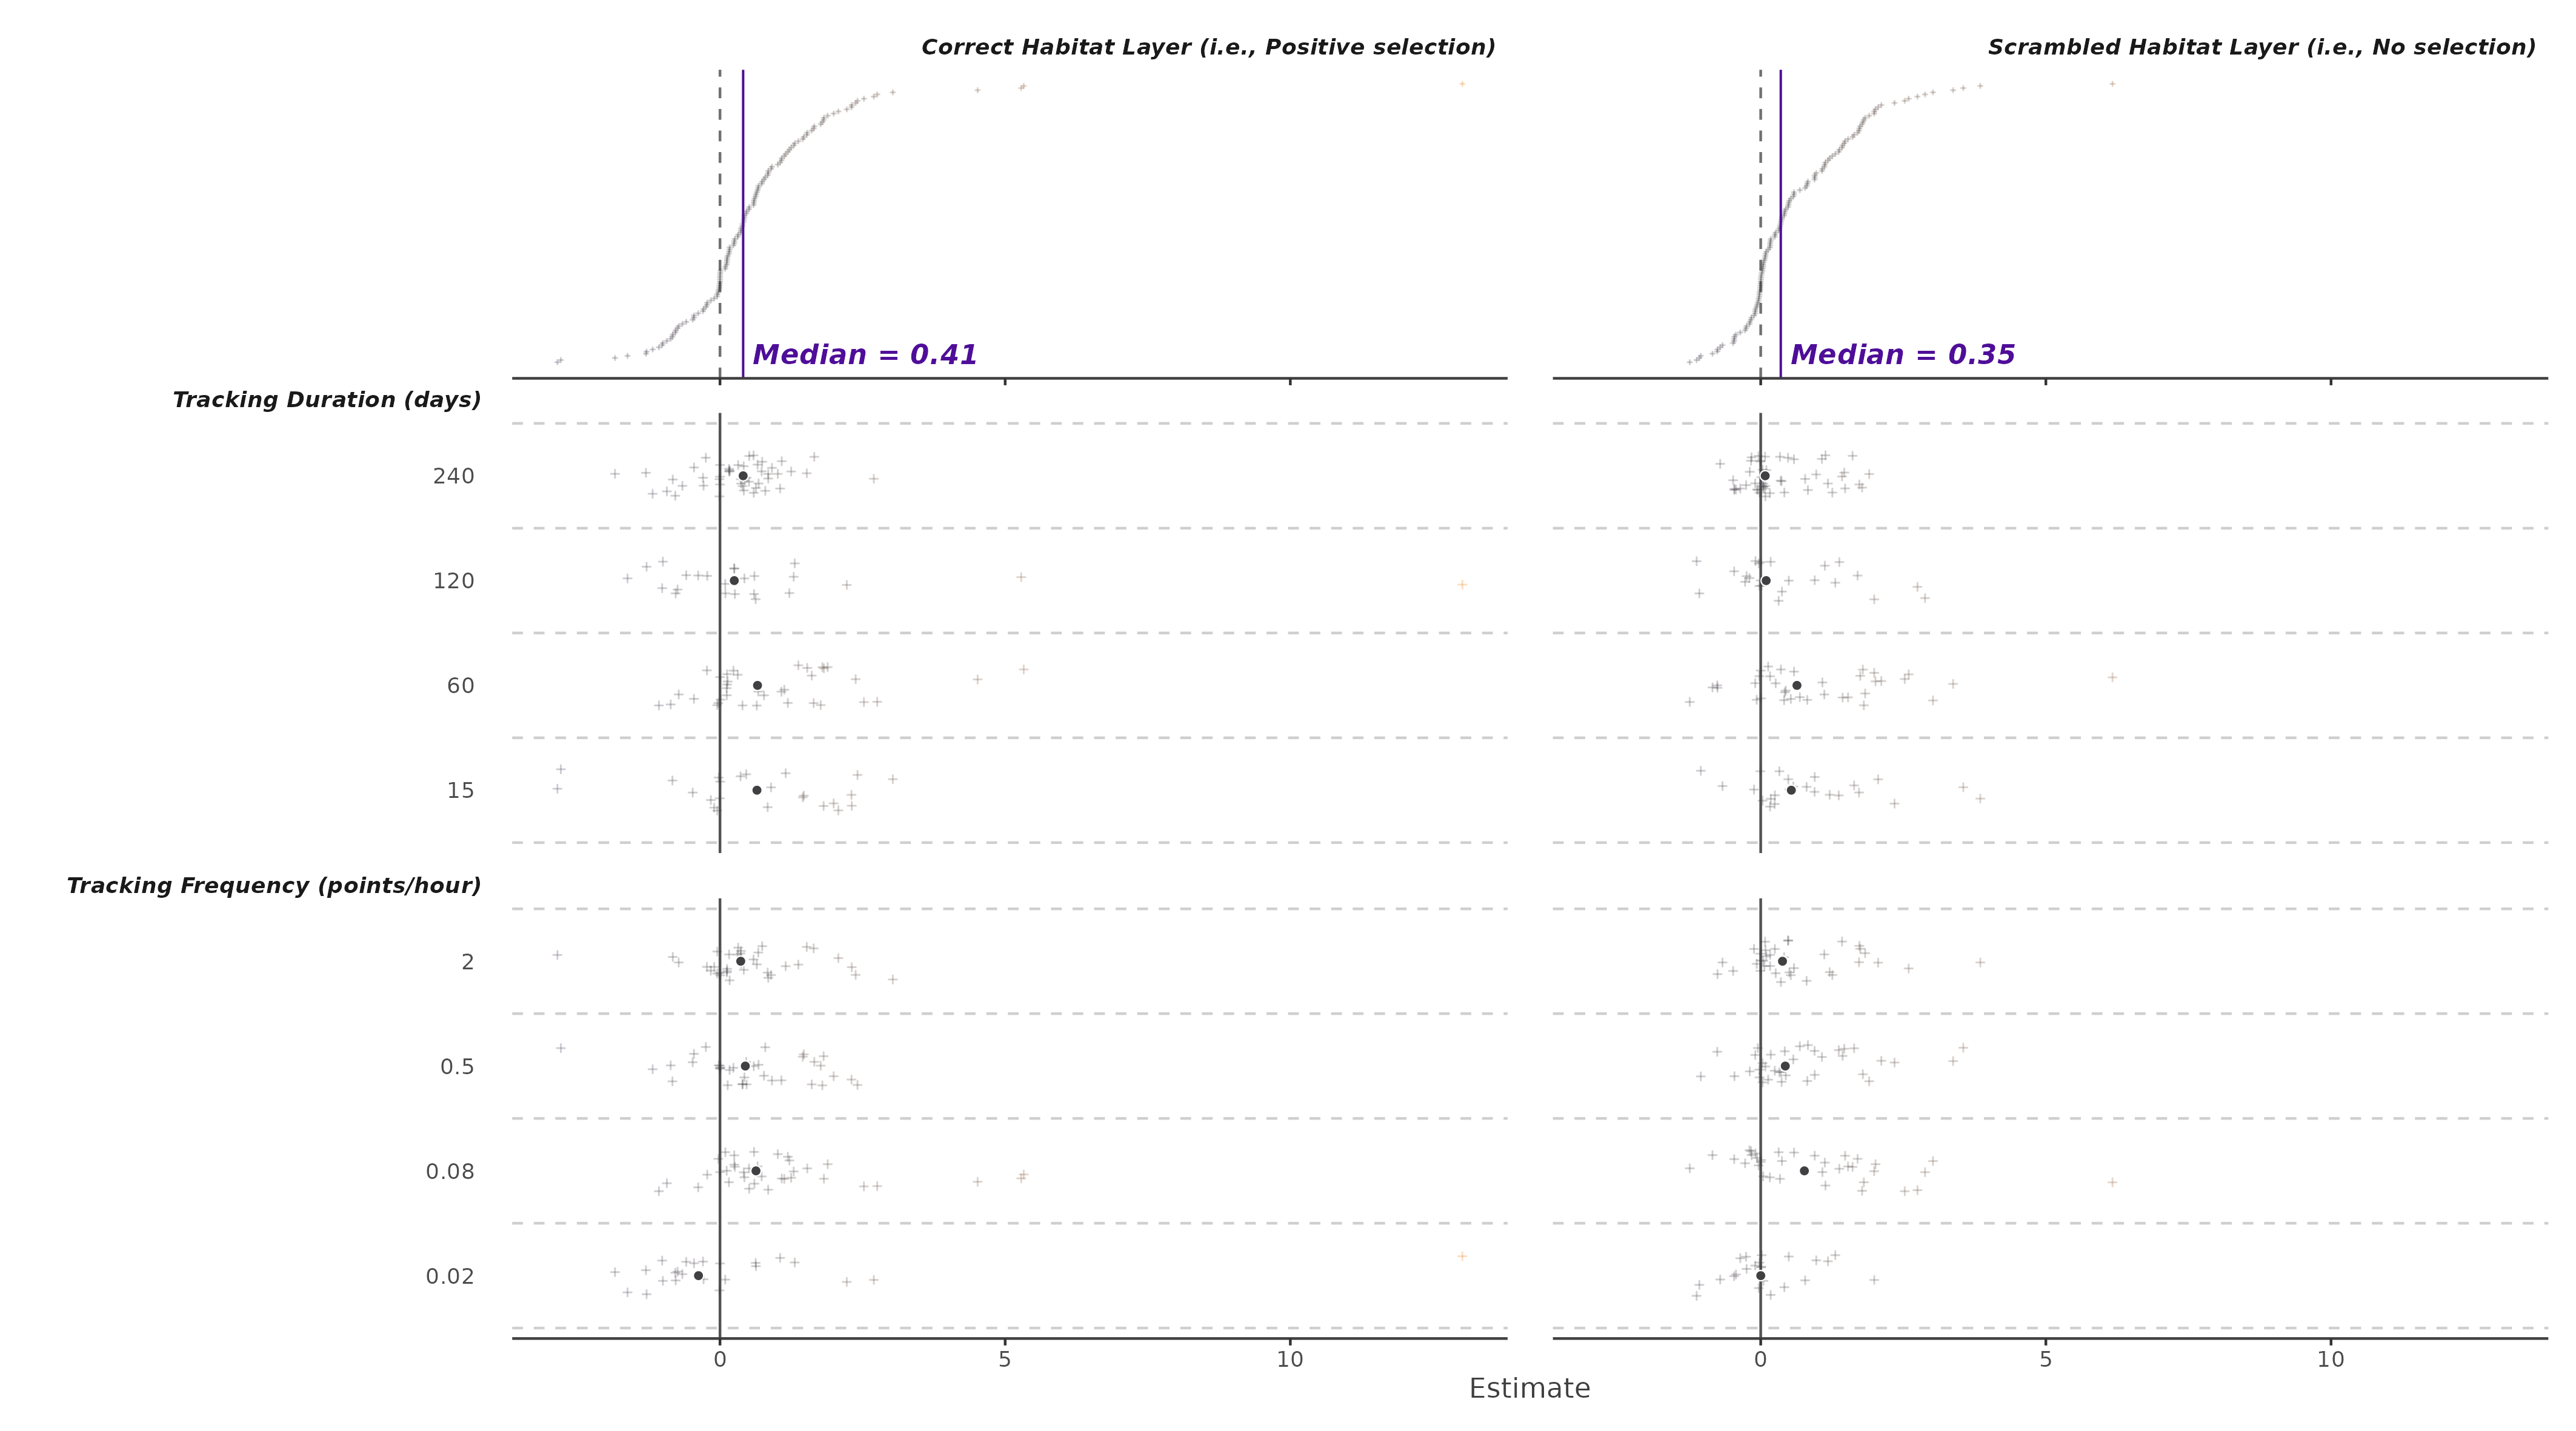 Correct Habitat Layer (i.e., Positive selection)
Scrambled Habitat Layer (i.e., No selection)
Median = 0.41
Median = 0.35
Tracking Duration (days)
240
120
60
15
Tracking Frequency (points/hour)
2
0.5
0.08
0.02
0 5 10
0 5 10
Estimate